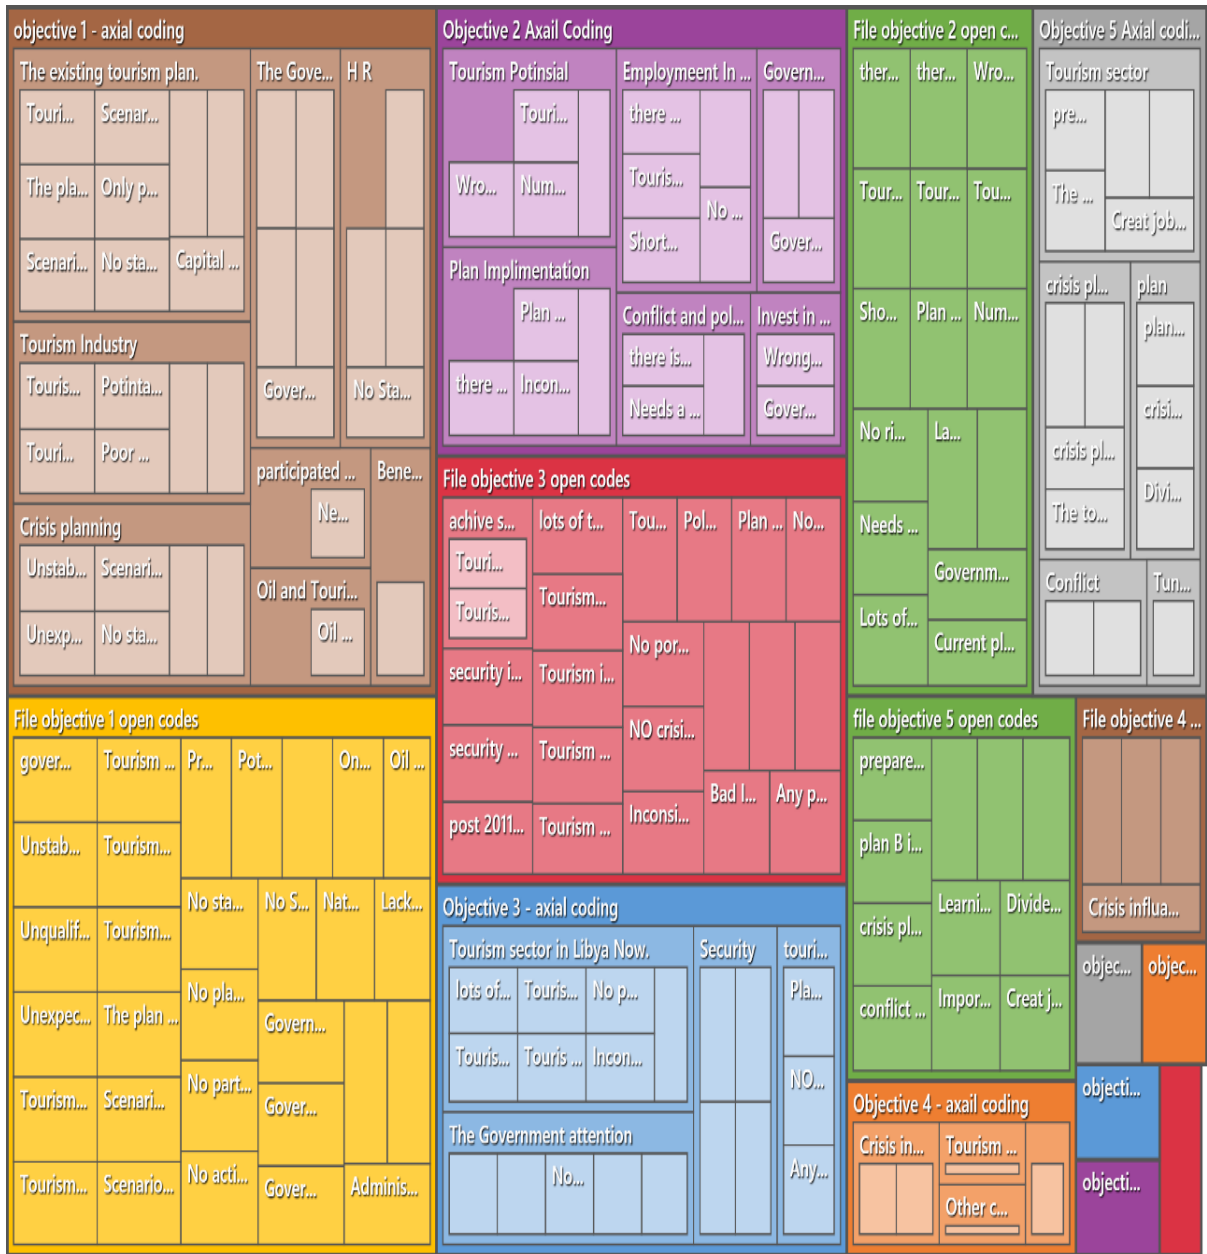 objective 1 - axial coding
The existing tourism plan.
Touri...
Scenar...
The pla...
Only p...
Scenari...
No sta...
Capital ...
The Gove...
Gover...
H R
No Sta...
Tourism Industry
Touris...
Potinta...
Touri...
Poor ...
Crisis planning
Unstab...
Scenari...
Unexp...
No sta...
participated ...
Ne...
Bene...
Oil and Touri...
Oil ...
File objective 1 open codes
gover...
Tourism ...
Pr...
Pot...
On...
Oil ...
Unstab...
Tourism...
No sta...
No S...
Nat...
Lack...
Unqualif...
Tourism...
No pla...
Unexpec...
The plan ...
Govern...
Tourism...
Scenari...
No part...
Gover...
Tourism...
Scenario...
No acti...
Gover...
Adminis...
Objective 2 Axail Coding
Tourism Potinsial
Touri...
Wro...
Num...
Plan Implimentation
Plan ...
there ...
Incon...
Employmeent In ...
there ...
Touris...
No ...
Short...
Govern...
Gover...
Conflict and pol...
there is...
Needs a ...
Invest in ...
Wrong...
Gover...
File objective 3 open codes
achive s...
Touri...
Touris...
lots of t...
Tou...
Pol...
Plan ...
No...
Tourism...
security i...
Tourism i...
No por...
security ...
Tourism ...
NO crisi...
post 2011...
Tourism ...
Inconsi...
Bad l...
Any p...
Objective 3 - axial coding
Tourism sector in Libya Now.
lots of...
Touris...
No p...
Touris...
Touris ...
Incon...
The Government attention
No...
Security
touri...
Pla...
NO...
Any...
File objective 2 open c...
ther...
ther...
Wro...
Tour...
Tour...
Tou...
Sho...
Plan ...
Num...
No ri...
La...
Needs ...
Governm...
Lots of...
Current pl...
Objective 5 Axial codi...
Tourism sector
pre...
The ...
Creat job...
crisis pl...
crisis pl...
The to...
plan
plan...
crisi...
Divi...
Conflict
Tun...
file objective 5 open codes
prepare...
plan B i...
crisis pl...
Learni...
Divide...
conflict ...
Impor...
Creat j...
File objective 4 ...
Crisis influa...
Objective 4 - axail coding
Crisis in...
Tourism ...
Other c...
objec...
objec...
objecti...
objecti...